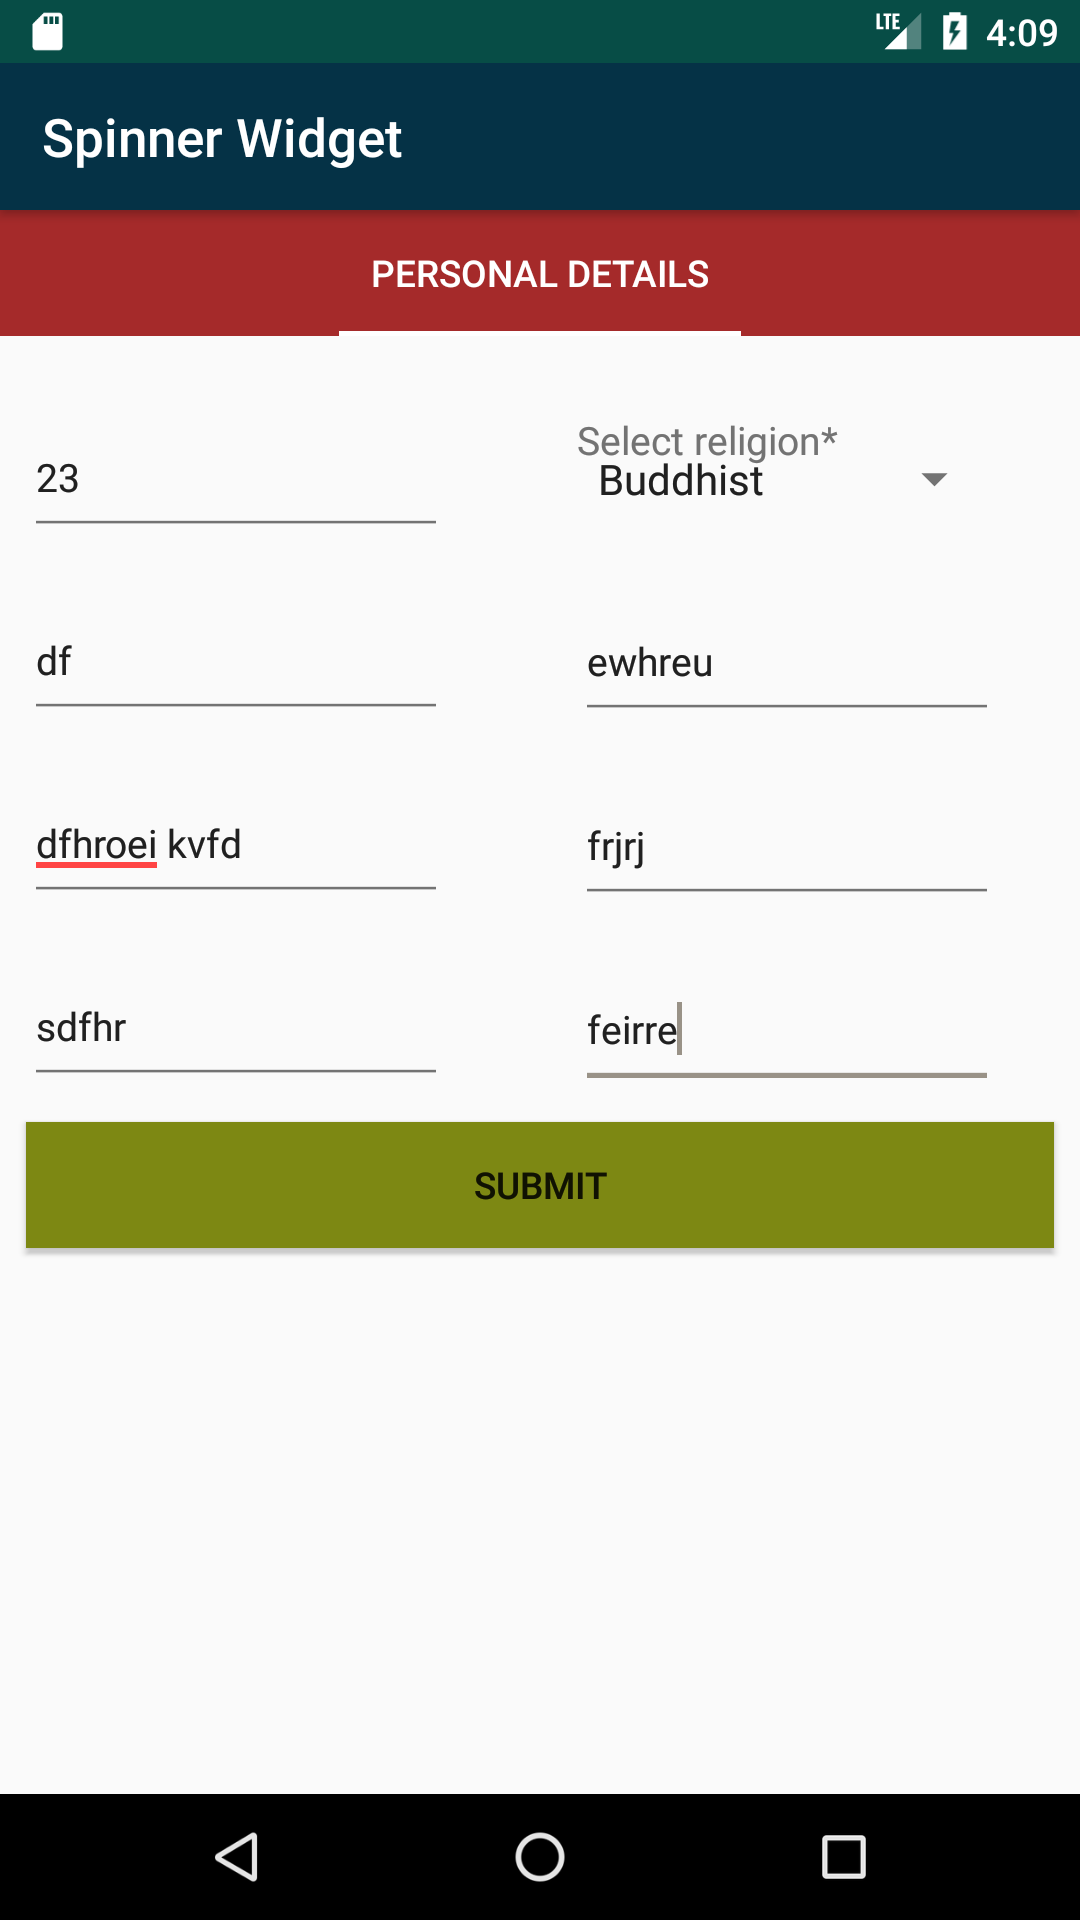 LTE 4:09
Spinner Widget
PERSONAL DETAILS
Select religion*
23 Buddhist
df ewhreu
dfhroei kvfd frjrj
sdfhr feirre
SUBMIT